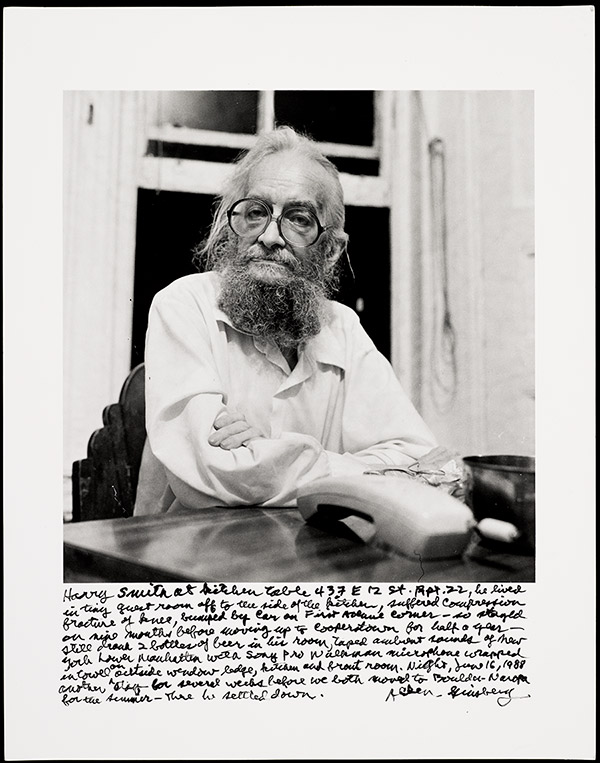 Harry Smith at kitchen table 437 E 12 St. Apt. 22, he lived
in tiny guest room off to the side of the kitchen, suffered compression
fracture of knee, bumped by car on First Avenue corner — so stayed
on nine months before moving up to Cooperstown for half a year —
still drank 2 bottles of beer in his room, taped ambient sounds of New
York Lower Manhattan with a Sony Pro Walkman microphone wrapped
in towel on outside window ledge, kitchen and front room. Night, June 16, 1988
another stay for several weeks before we both moved to Boulder-Naropa
for the summer — There he settled down. Allen Ginsberg